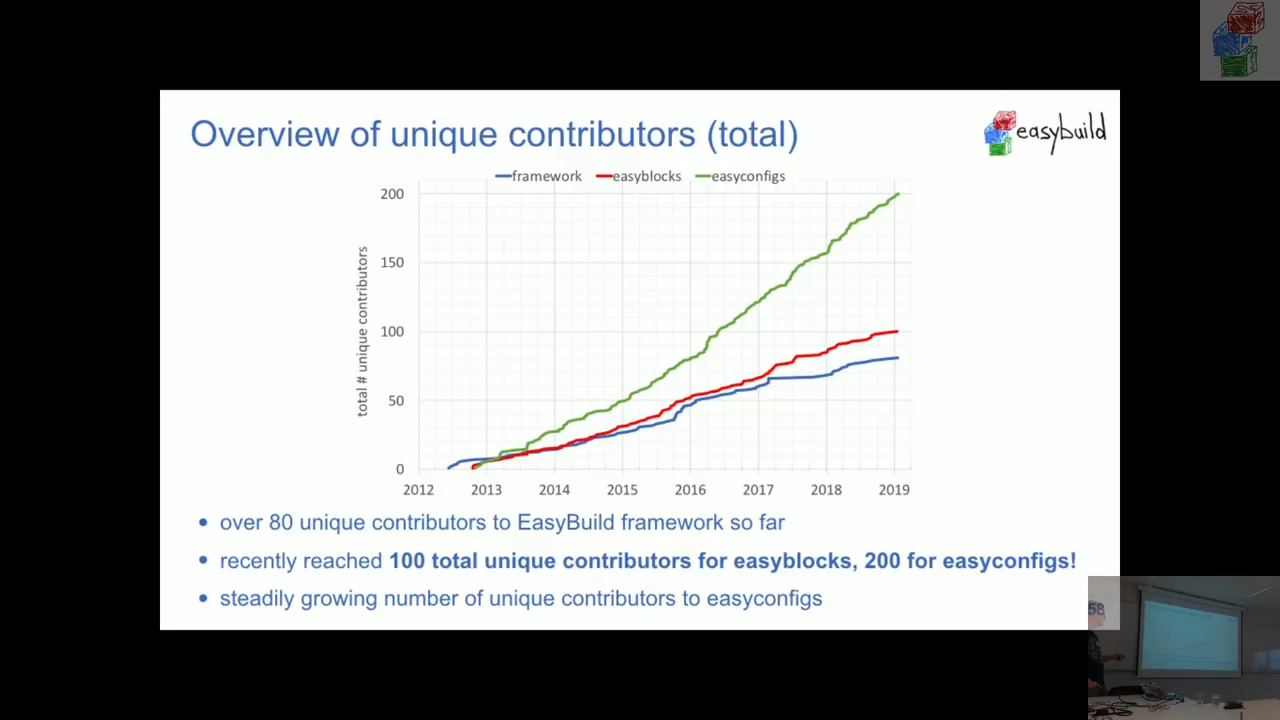 Overview of unique contributors (total)
easybuild
framework easyblocks easyconfigs
total # unique contributors
200
150
100
50
0
2012 2013 2014 2015 2016 2017 2018 2019
• over 80 unique contributors to EasyBuild framework so far
• recently reached 100 total unique contributors for easyblocks, 200 for easyconfigs!
• steadily growing number of unique contributors to easyconfigs
58